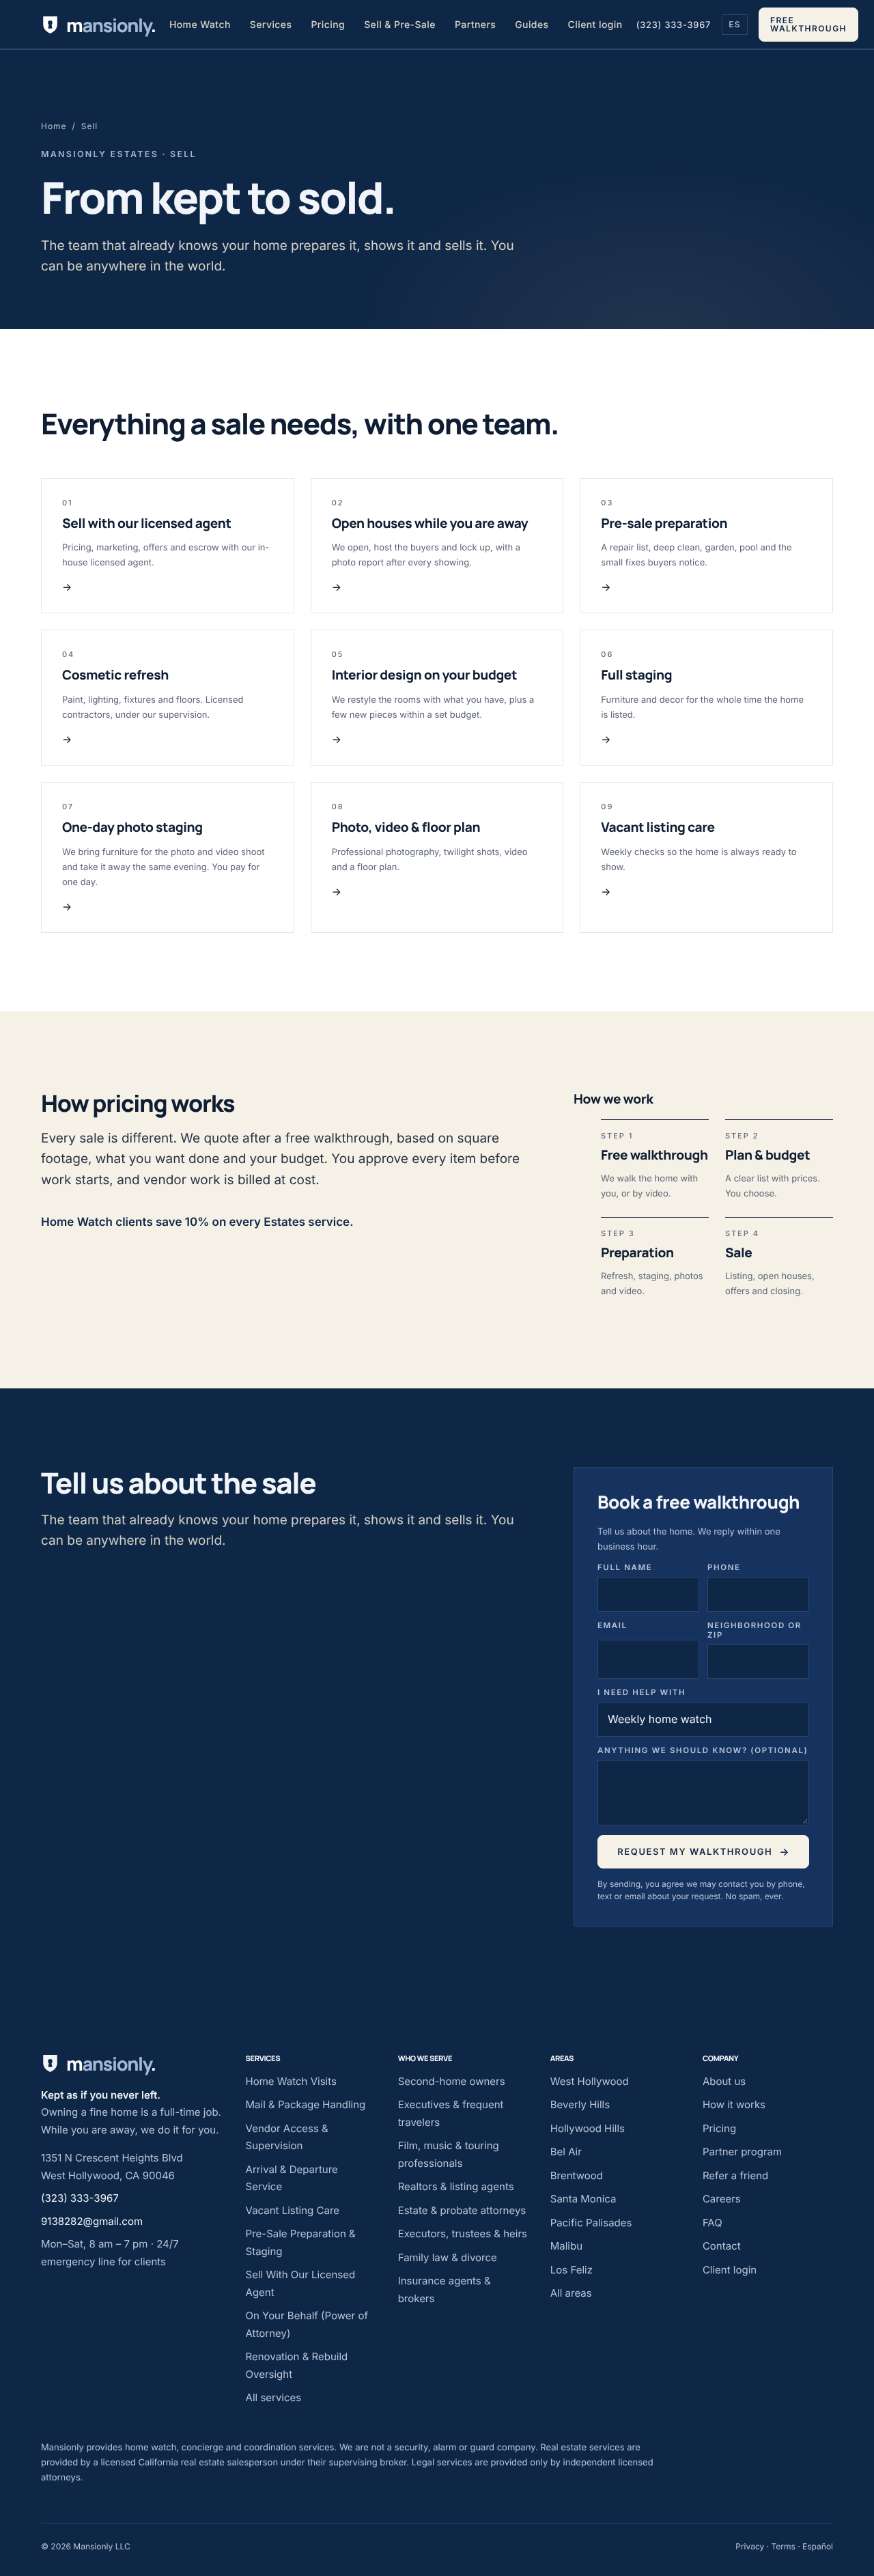 mansionly.
Home Watch
Services
Pricing
Sell & Pre-Sale
Partners
Guides
Client login
(323) 333-3967
ES
FREE
WALKTHROUGH
Home / Sell
MANSIONLY ESTATES · SELL
From kept to sold.
The team that already knows your home prepares it, shows it and sells it. You
can be anywhere in the world.
Everything a sale needs, with one team.
01
Sell with our licensed agent
Pricing, marketing, offers and escrow with our in-
house licensed agent.
→
02
Open houses while you are away
We open, host the buyers and lock up, with a
photo report after every showing.
→
03
Pre-sale preparation
A repair list, deep clean, garden, pool and the
small fixes buyers notice.
→
04
Cosmetic refresh
Paint, lighting, fixtures and floors. Licensed
contractors, under our supervision.
→
05
Interior design on your budget
We restyle the rooms with what you have, plus a
few new pieces within a set budget.
→
06
Full staging
Furniture and decor for the whole time the home
is listed.
→
07
One-day photo staging
We bring furniture for the photo and video shoot
and take it away the same evening. You pay for
one day.
→
08
Photo, video & floor plan
Professional photography, twilight shots, video
and a floor plan.
→
09
Vacant listing care
Weekly checks so the home is always ready to
show.
→
How pricing works
Every sale is different. We quote after a free walkthrough, based on square
footage, what you want done and your budget. You approve every item before
work starts, and vendor work is billed at cost.
Home Watch clients save 10% on every Estates service.
How we work
STEP 1
Free walkthrough
We walk the home with
you, or by video.
STEP 2
Plan & budget
A clear list with prices.
You choose.
STEP 3
Preparation
Refresh, staging, photos
and video.
STEP 4
Sale
Listing, open houses,
offers and closing.
Tell us about the sale
The team that already knows your home prepares it, shows it and sells it. You
can be anywhere in the world.
Book a free walkthrough
Tell us about the home. We reply within one
business hour.
FULL NAME
PHONE
EMAIL
NEIGHBORHOOD OR
ZIP
I NEED HELP WITH
Weekly home watch
ANYTHING WE SHOULD KNOW? (OPTIONAL)
REQUEST MY WALKTHROUGH →
By sending, you agree we may contact you by phone,
text or email about your request. No spam, ever.
mansionly.
Kept as if you never left.
Owning a fine home is a full-time job.
While you are away, we do it for you.
1351 N Crescent Heights Blvd
West Hollywood, CA 90046
(323) 333-3967
9138282@gmail.com
Mon–Sat, 8 am – 7 pm · 24/7
emergency line for clients
SERVICES
Home Watch Visits
Mail & Package Handling
Vendor Access &
Supervision
Arrival & Departure
Service
Vacant Listing Care
Pre-Sale Preparation &
Staging
Sell With Our Licensed
Agent
On Your Behalf (Power of
Attorney)
Renovation & Rebuild
Oversight
All services
WHO WE SERVE
Second-home owners
Executives & frequent
travelers
Film, music & touring
professionals
Realtors & listing agents
Estate & probate attorneys
Executors, trustees & heirs
Family law & divorce
Insurance agents &
brokers
AREAS
West Hollywood
Beverly Hills
Hollywood Hills
Bel Air
Brentwood
Santa Monica
Pacific Palisades
Malibu
Los Feliz
All areas
COMPANY
About us
How it works
Pricing
Partner program
Refer a friend
Careers
FAQ
Contact
Client login
Mansionly provides home watch, concierge and coordination services. We are not a security, alarm or guard company. Real estate services are
provided by a licensed California real estate salesperson under their supervising broker. Legal services are provided only by independent licensed
attorneys.
© 2026 Mansionly LLC
Privacy · Terms · Español